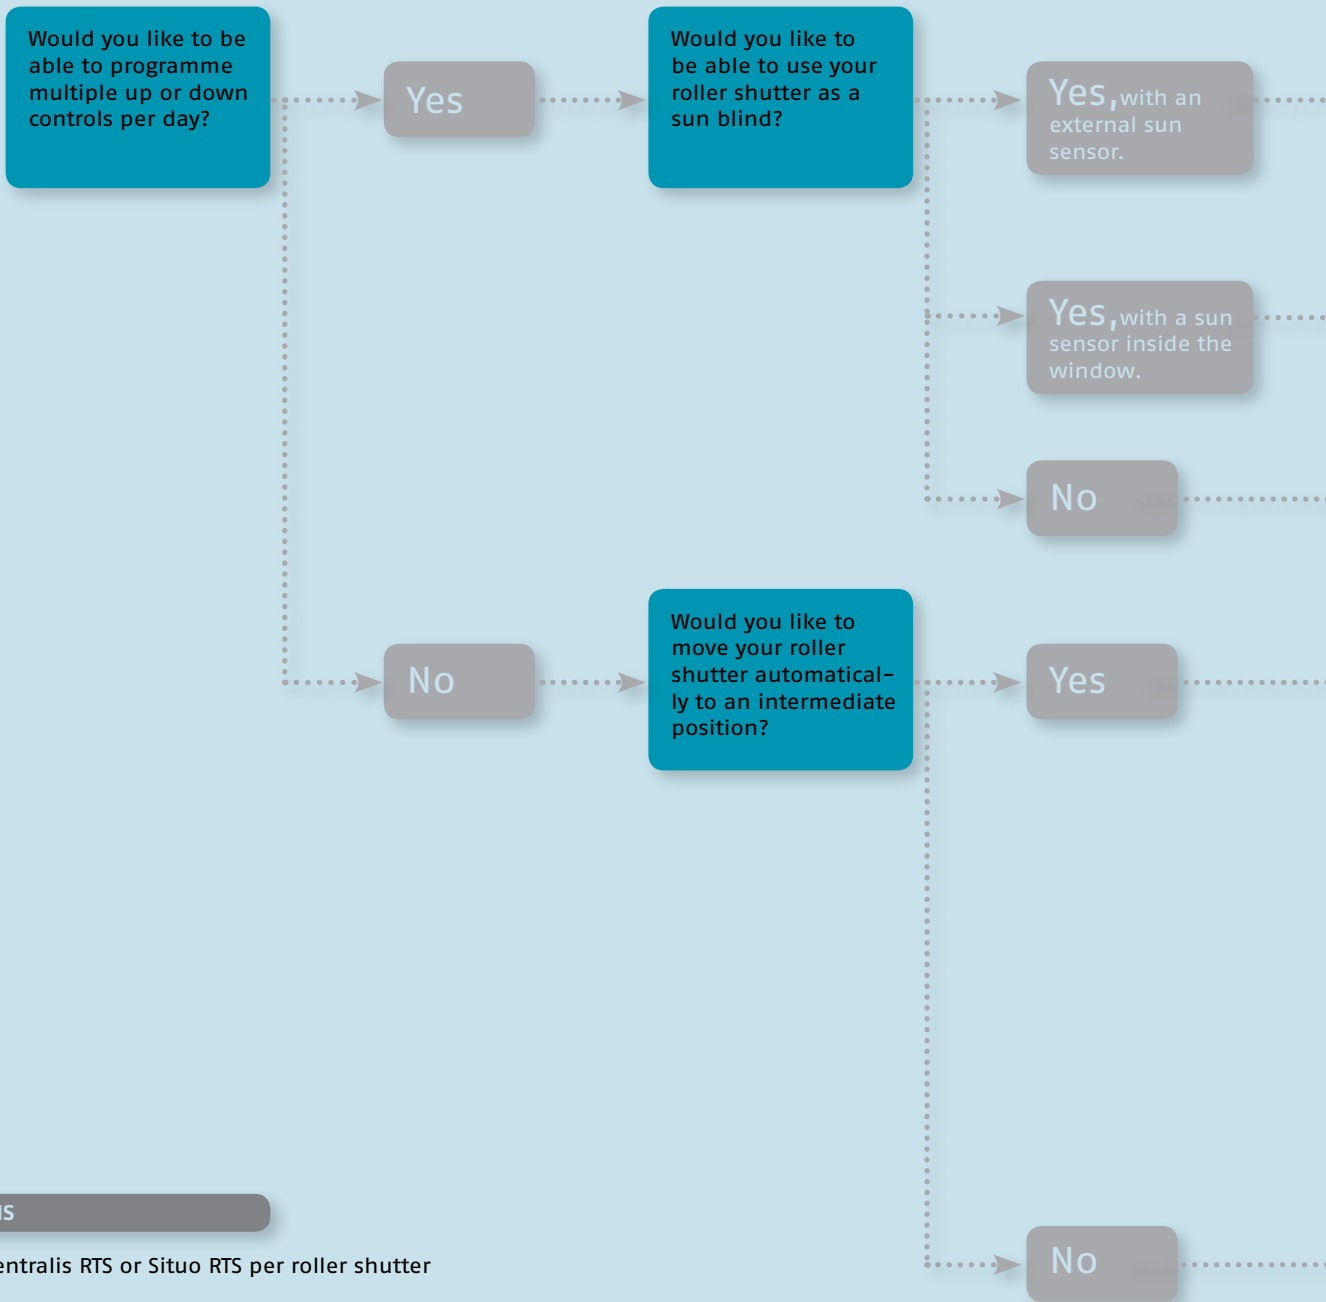 Would you like to be
able to programme
multiple up or down
controls per day?
Yes
Would you like to
be able to use your
roller shutter as a
sun blind?
Yes, with an
external sun
sensor.
Yes, with a sun
sensor inside the
window.
No
No
Would you like to
move your roller
shutter automatical-
ly to an intermediate
position?
Yes
No
entralis RTS or Situo RTS per roller shutter